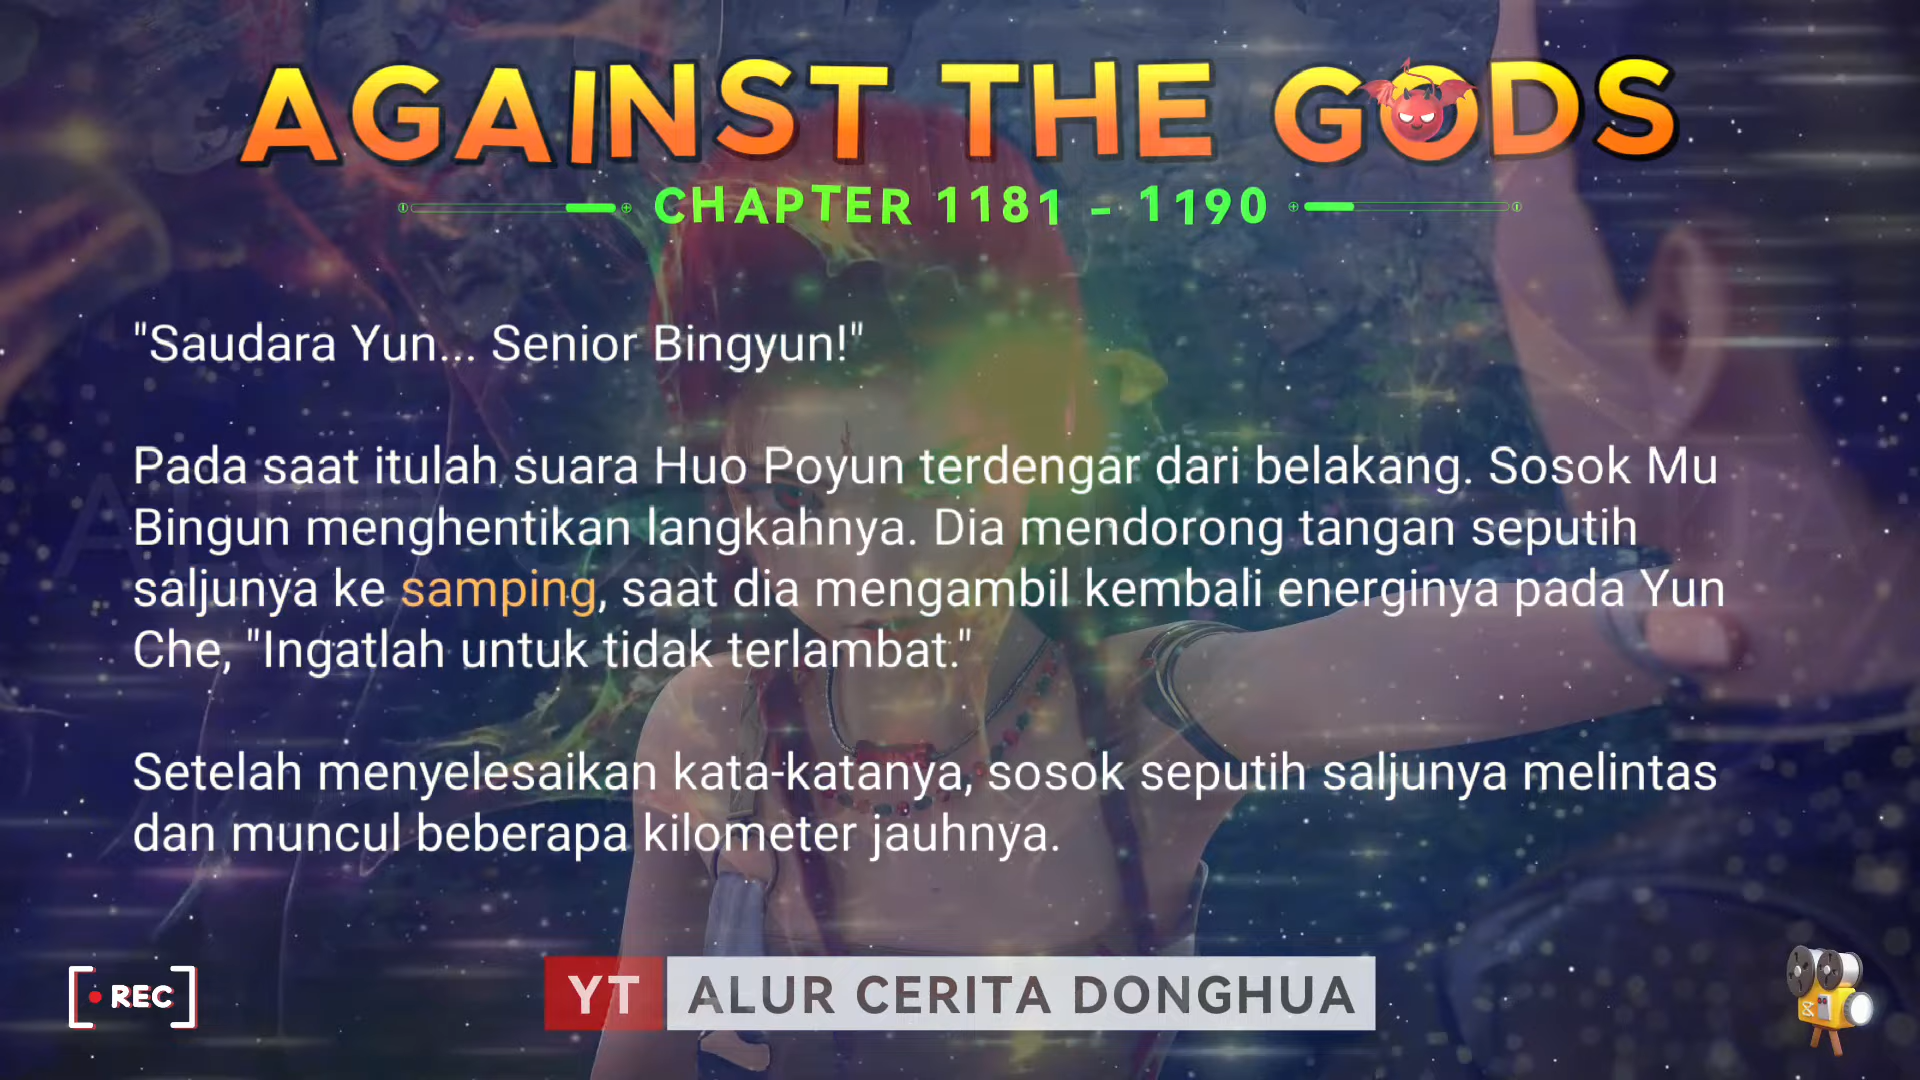 AGAINST THE GODS
CHAPTER 1181 - 1190
"Saudara Yun... Senior Bingyun!"
Pada saat itulah suara Huo Poyun terdengar dari belakang. Sosok Mu
Bingun menghentikan langkahnya. Dia mendorong tangan seputih
saljunya ke samping, saat dia mengambil kembali energinya pada Yun
Che, "Ingatlah untuk tidak terlambat."
Setelah menyelesaikan kata-katanya, sosok seputih saljunya melintas
dan muncul beberapa kilometer jauhnya.
REC
YT ALUR CERITA DONGHUA